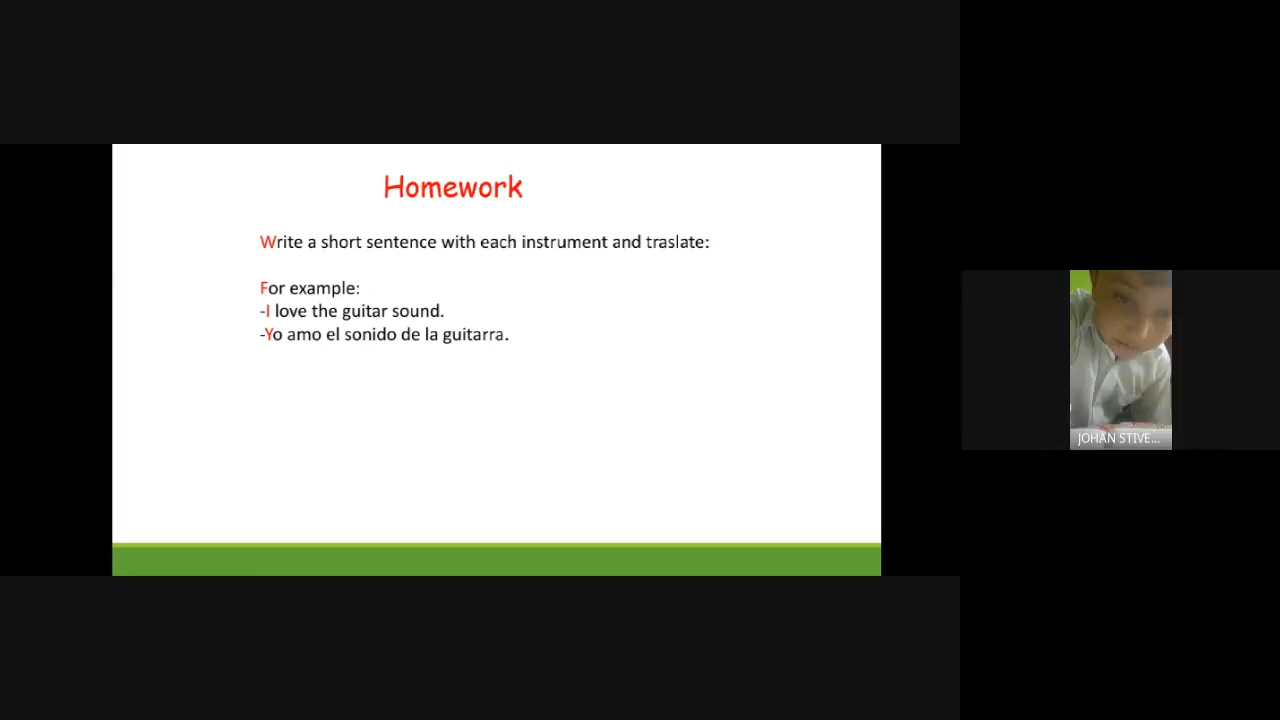 Homework
Write a short sentence with each instrument and traslate:
For example:
-I love the guitar sound.
-Yo amo el sonido de la guitarra.
JOHAN STIVE...